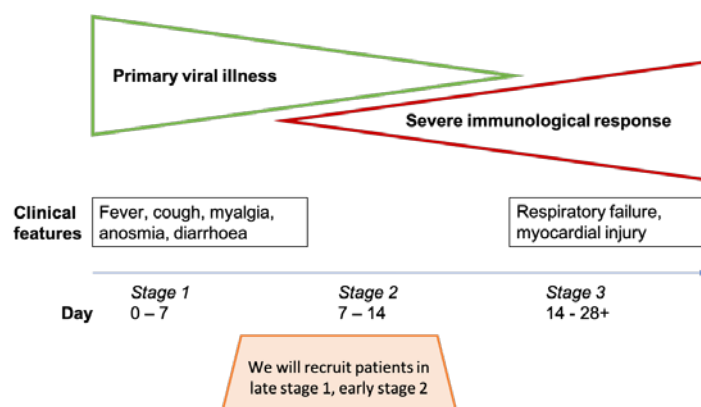 Primary viral illness
Severe immunological response
Clinical
features
Fever, cough, myalgia,
anosmia, diarrhoea
Respiratory failure,
myocardial injury
Stage 1
Stage 2
Stage 3
Day
0 – 7
7 – 14
14 - 28+
We will recruit patients in
late stage 1, early stage 2